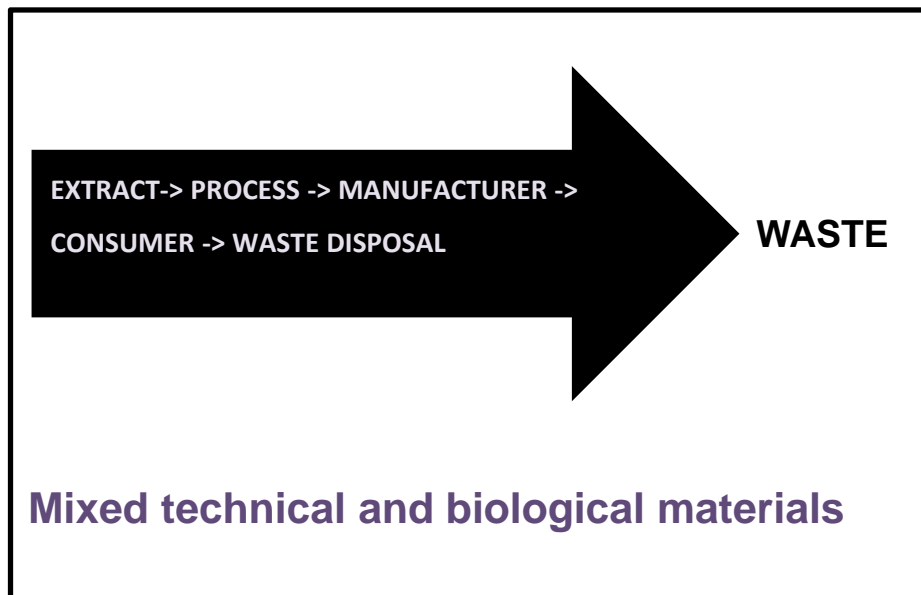 EXTRACT-> PROCESS -> MANUFACTURER ->
CONSUMER -> WASTE DISPOSAL
WASTE
Mixed technical and biological materials